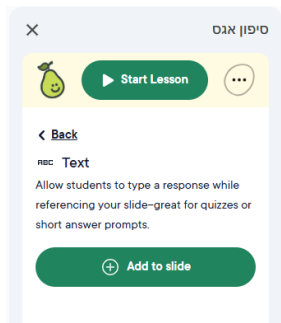 סיפון אגס
Start Lesson
Back
ABC Text
Allow students to type a response while
referencing your slide–great for quizzes or
short answer prompts.
Add to slide